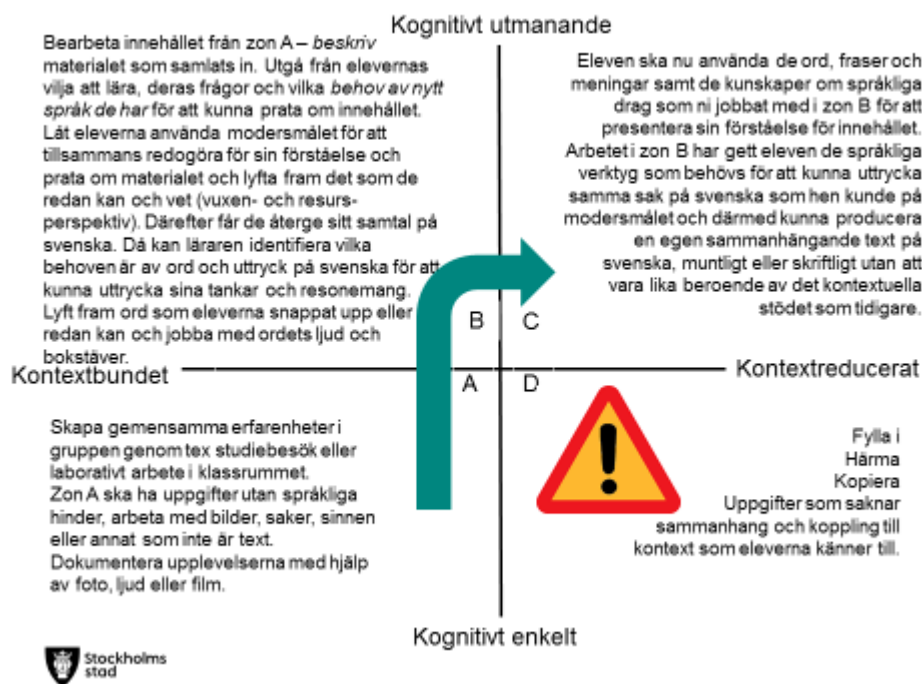 Kognitivt utmanande
Bearbeta innehållet från zon A – beskriv
materialet som samlats in. Utgå från elevernas
vilja att lära, deras frågor och vilka behov av nytt
språk de har för att kunna prata om innehållet.
Låt eleverna använda modersmålet för att
tillsammans redogöra för sin förståelse och
prata om materialet och lyfta fram det som de
redan kan och vet (vuxen- och resurs-
perspektiv). Därefter får de återge sitt samtal på
svenska. Då kan läraren identifiera vilka
behoven är av ord och uttryck på svenska för att
kunna uttrycka sina tankar och resonemang.
Lyft fram ord som eleverna snappat upp eller
redan kan och jobba med ordets ljud och
bokstäver.
Eleven ska nu använda de ord, fraser och
meningar samt de kunskaper om språkliga
drag som ni jobbat med i zon B för att
presentera sin förståelse för innehållet.
Arbetet i zon B har gett eleven de språkliga
verktyg som behövs för att kunna uttrycka
samma sak på svenska som hen kunde på
modersmålet och därmed kunna producera
en egen sammanhängande text på
svenska, muntligt eller skriftligt utan att
vara lika beroende av det kontextuella
stödet som tidigare.
B C
Kontextbundet
Kontextreducerat
A D
Skapa gemensamma erfarenheter i
gruppen genom tex studiebesök eller
laborativt arbete i klassrummet.
Zon A ska ha uppgifter utan språkliga
hinder, arbeta med bilder, saker, sinnen
eller annat som inte är text.
Dokumentera upplevelserna med hjälp
av foto, ljud eller film.
Fylla i
Härma
Kopiera
Uppgifter som saknar
sammanhang och koppling till
kontext som eleverna känner till.
Kognitivt enkelt
Stockholms
stad